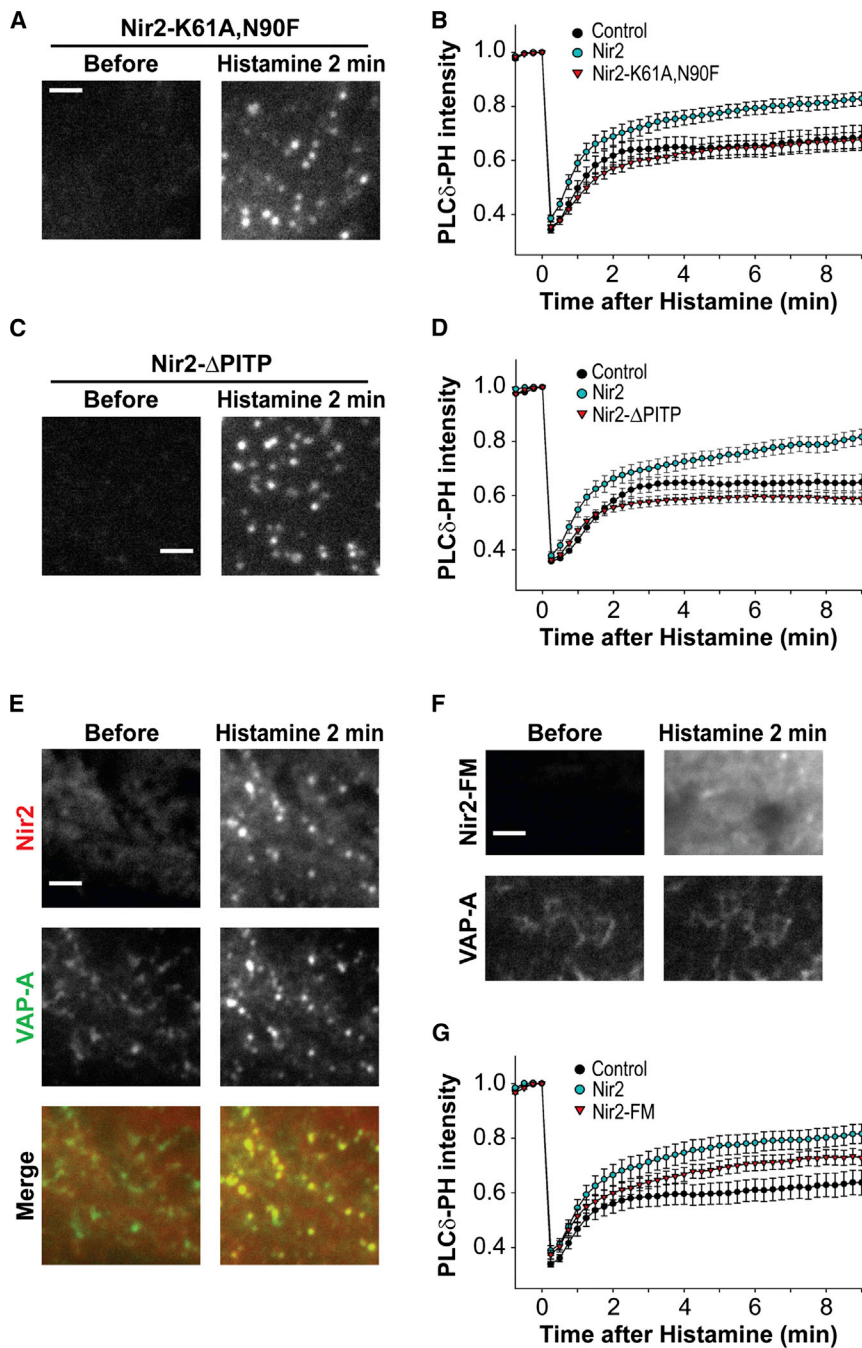 A
Nir2-K61A,N90F
Before
Histamine 2 min
B
Control
Nir2
Nir2-K61A,N90F
PLCδ-PH intensity
1.0
0.8
0.6
0.4
0
2
4
6
8
Time after Histamine (min)
C
Nir2-ΔPITP
Before
Histamine 2 min
D
Control
Nir2
Nir2-ΔPITP
PLCδ-PH intensity
1.0
0.8
0.6
0.4
0
2
4
6
8
Time after Histamine (min)
E
Before
Histamine 2 min
Nir2
VAP-A
Merge
F
Before
Histamine 2 min
Nir2-FM
VAP-A
G
Control
Nir2
Nir2-FM
PLCδ-PH intensity
1.0
0.8
0.6
0.4
0
2
4
6
8
Time after Histamine (min)